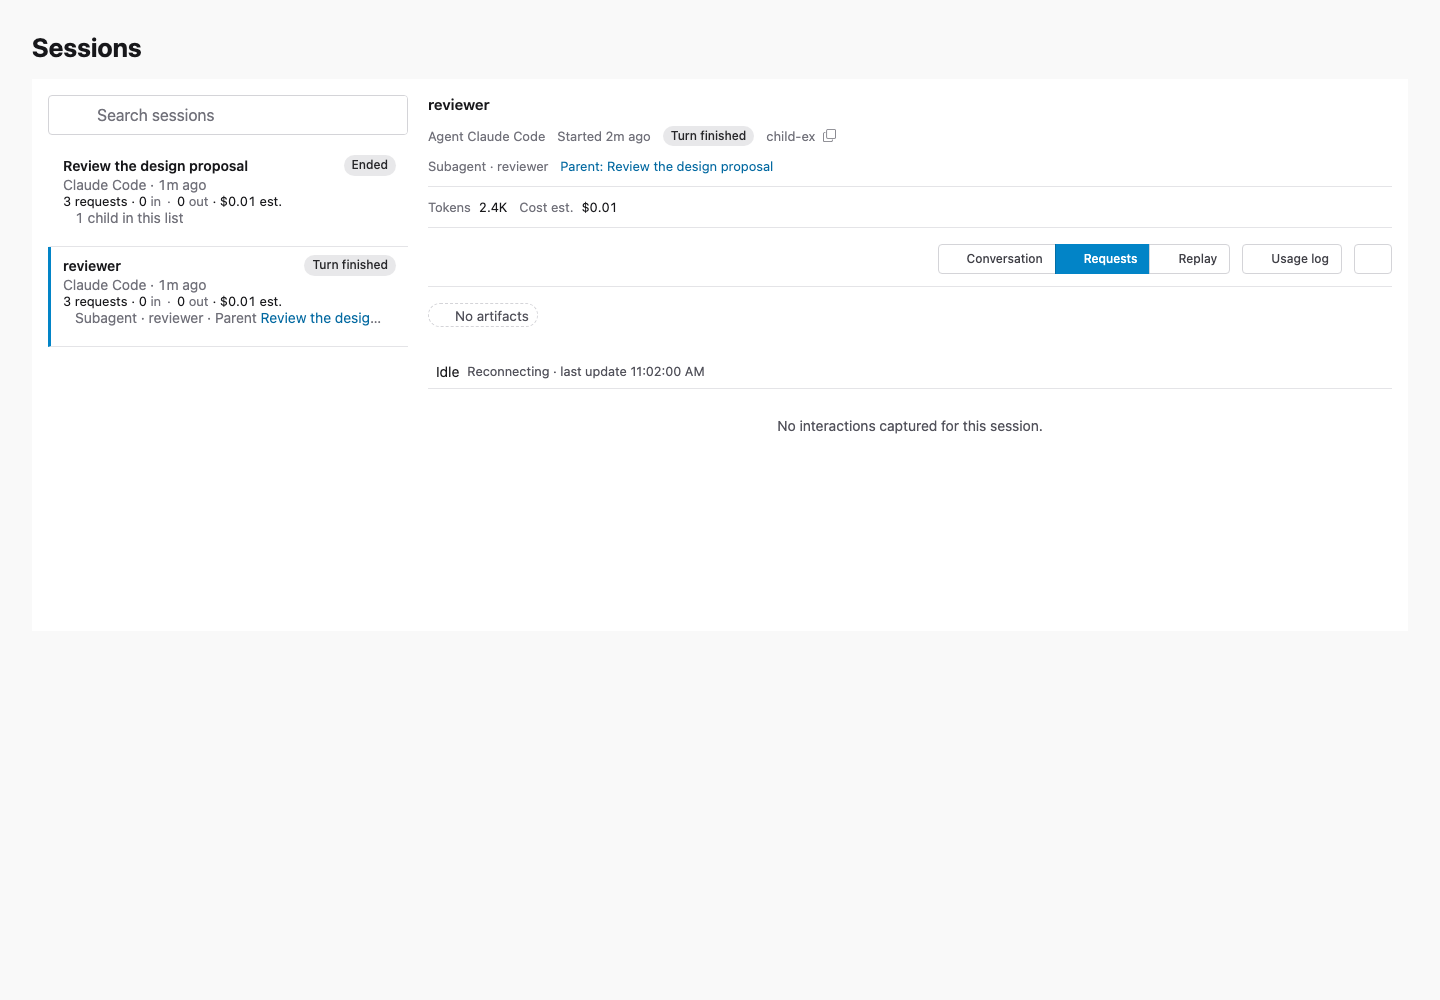 Sessions
Search sessions
Review the design proposal Ended
Claude Code · 1m ago
3 requests · 0 in · 0 out · $0.01 est.
1 child in this list
reviewer Turn finished
Claude Code · 1m ago
3 requests · 0 in · 0 out · $0.01 est.
Subagent · reviewer · Parent Review the desig...
reviewer
Agent Claude Code Started 2m ago Turn finished child-ex
Subagent · reviewer Parent: Review the design proposal
Tokens 2.4K Cost est. $0.01
Conversation Requests Replay Usage log
No artifacts
Idle Reconnecting · last update 11:02:00 AM
No interactions captured for this session.